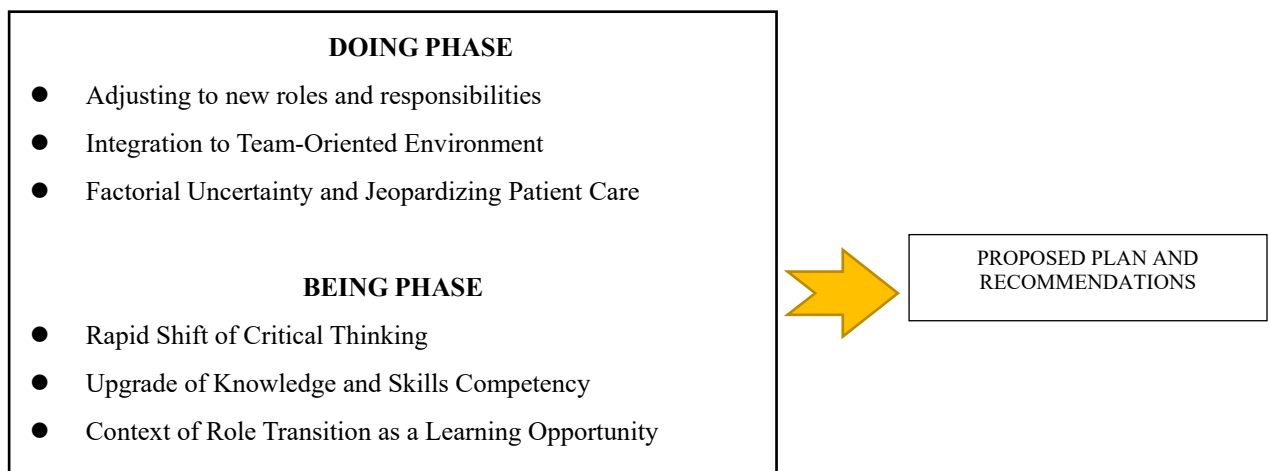 DOING PHASE
● Adjusting to new roles and responsibilities
● Integration to Team-Oriented Environment
● Factorial Uncertainty and Jeopardizing Patient Care
BEING PHASE
● Rapid Shift of Critical Thinking
● Upgrade of Knowledge and Skills Competency
● Context of Role Transition as a Learning Opportunity
PROPOSED PLAN AND
RECOMMENDATIONS